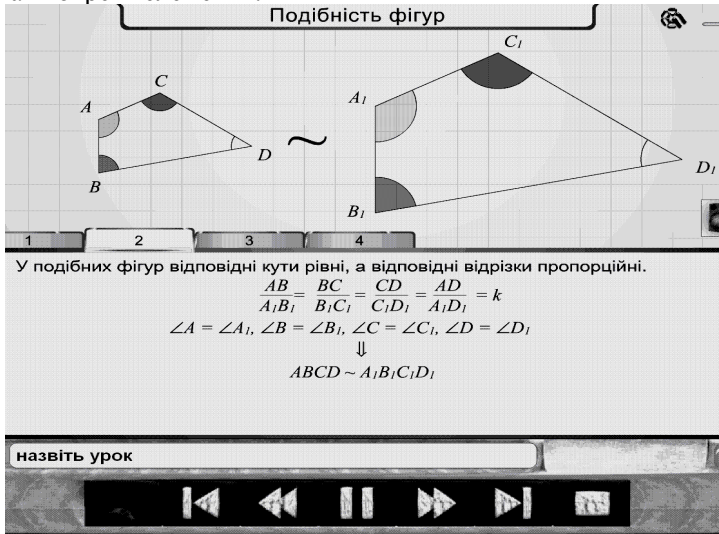 Подібність фігур
C
A
B
D
~
C₁
A₁
B₁
D₁
1 2 3 4
У подібних фігур відповідні кути рівні, а відповідні відрізки пропорційні.
AB/A₁B₁ = BC/B₁C₁ = CD/C₁D₁ = AD/A₁D₁ = k
∠A = ∠A₁, ∠B = ∠B₁, ∠C = ∠C₁, ∠D = ∠D₁
⇓
ABCD ~ A₁B₁C₁D₁
назвіть урок